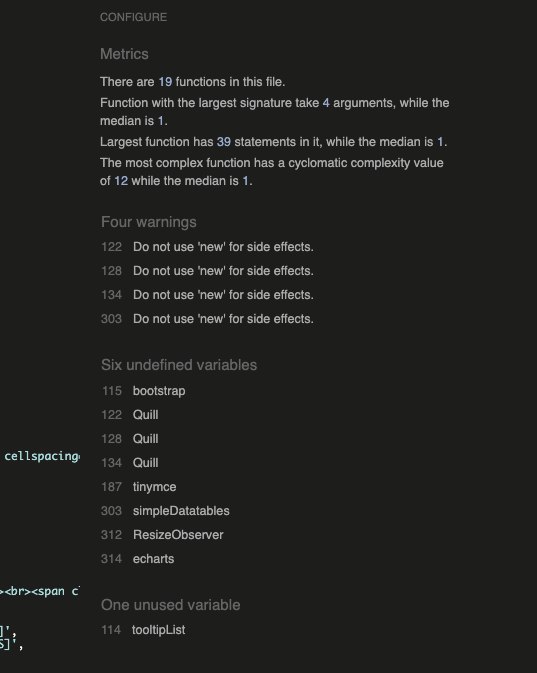 CONFIGURE
Metrics
There are 19 functions in this file.
Function with the largest signature take 4 arguments, while the
median is 1.
Largest function has 39 statements in it, while the median is 1.
The most complex function has a cyclomatic complexity value
of 12 while the median is 1.
Four warnings
122 Do not use 'new' for side effects.
128 Do not use 'new' for side effects.
134 Do not use 'new' for side effects.
303 Do not use 'new' for side effects.
Six undefined variables
115 bootstrap
122 Quill
128 Quill
cellspacing
134 Quill
187 tinymce
303 simpleDatatables
312 ResizeObserver
314 echarts
><br><span c
One unused variable
114 tooltipList
]',
S]',